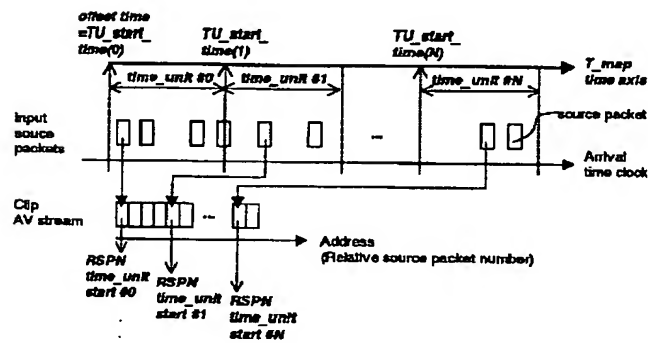 offset time
=TU_start_
time(0)
TU_start_
time(1)
TU_start_
time(N)
T_map
time axis
time_unit #0
time_unit #1
time_unit #N
Input
souce
packets
source packet
...
Arrival
time clock
Clip
AV stream
...
Address
(Relative source packet number)
RSPN
time_unit
start #0
RSPN
time_unit
start #1
RSPN
time_unit
start #N